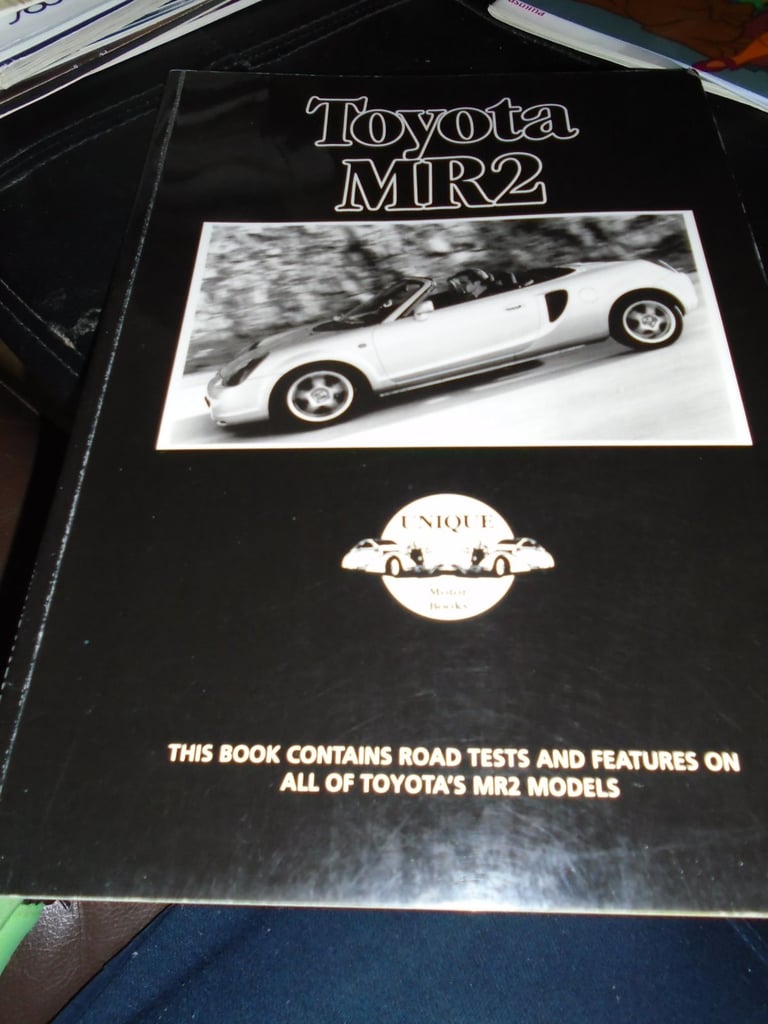 Toyota
MR2
UNIQUE
Motor
Books
THIS BOOK CONTAINS ROAD TESTS AND FEATURES ON
ALL OF TOYOTA'S MR2 MODELS